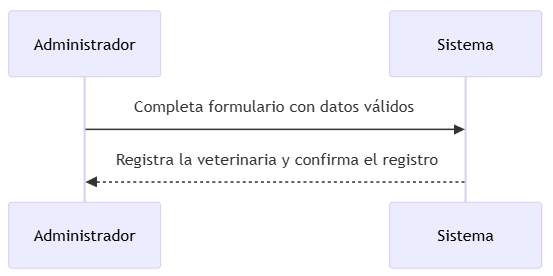 Administrador
Sistema
Completa formulario con datos válidos
Registra la veterinaria y confirma el registro
Administrador
Sistema